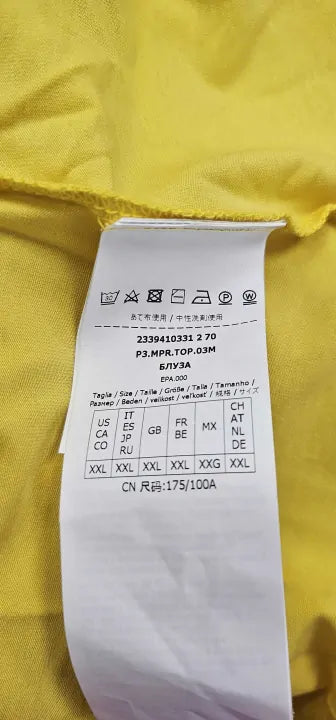 30
あて布使用 / 中性洗剤使用
2339410331 2 70
P3.MPR.TOP.03M
БЛУЗА
EPA.000
Taglia / Size / Taille / Größe / Talla / Tamanho /
Размер / Beden / velikost / veľkosť / 规格 / サイズ
US CA CO
IT ES JP RU
GB
FR BE
MX
CH AT NL DE
XXL XXL XXL XXL XXG XXL
CN 尺码:175/100A